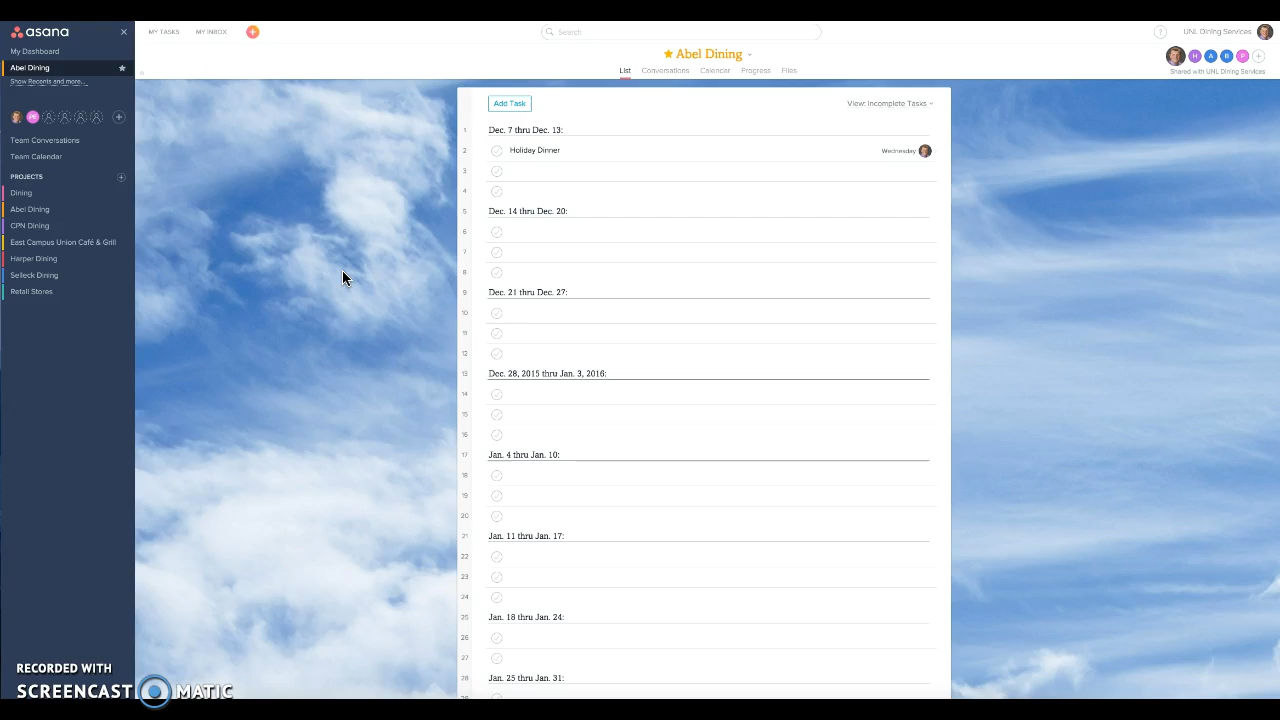 asana
MY TASKS
MY INBOX
Search
?
UNL Dining Services
My Dashboard
Abel Dining
Show Recents and more...
Abel Dining
H
A
B
P
Shared with UNL Dining Services
List
Conversations
Calendar
Progress
Files
Team Conversations
Team Calendar
PROJECTS
Dining
Abel Dining
CPN Dining
East Campus Union Café & Grill
Harper Dining
Selleck Dining
Retail Stores
Add Task
View: Incomplete Tasks
1 Dec. 7 thru Dec. 13:
2 Holiday Dinner Wednesday
3
4
5 Dec. 14 thru Dec. 20:
6
7
8
9 Dec. 21 thru Dec. 27:
10
11
12
13 Dec. 28, 2015 thru Jan. 3, 2016:
14
15
16
17 Jan. 4 thru Jan. 10:
18
19
20
21 Jan. 11 thru Jan. 17:
22
23
24
25 Jan. 18 thru Jan. 24:
26
27
28 Jan. 25 thru Jan. 31:
RECORDED WITH
SCREENCAST MATIC